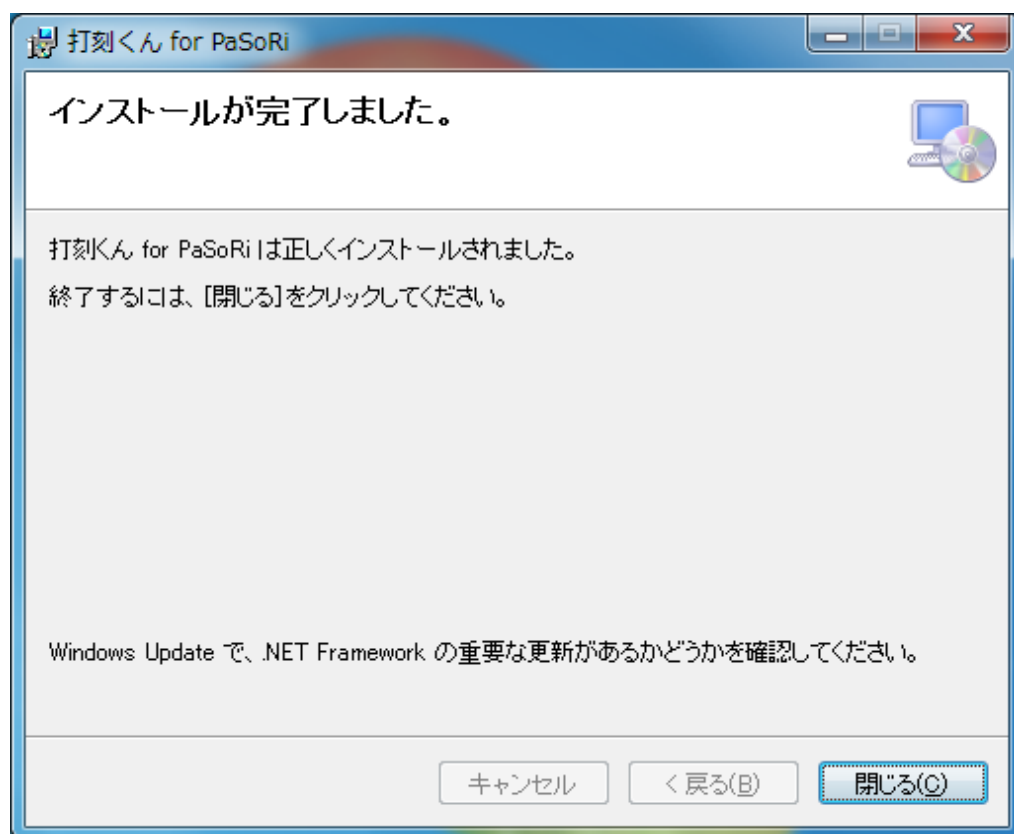 打刻くん for PaSoRi
インストールが完了しました。
打刻くん for PaSoRi は正しくインストールされました。
終了するには、[閉じる]をクリックしてください。
Windows Update で、.NET Framework の重要な更新があるかどうかを確認してください。
キャンセル
< 戻る(B)
閉じる(C)